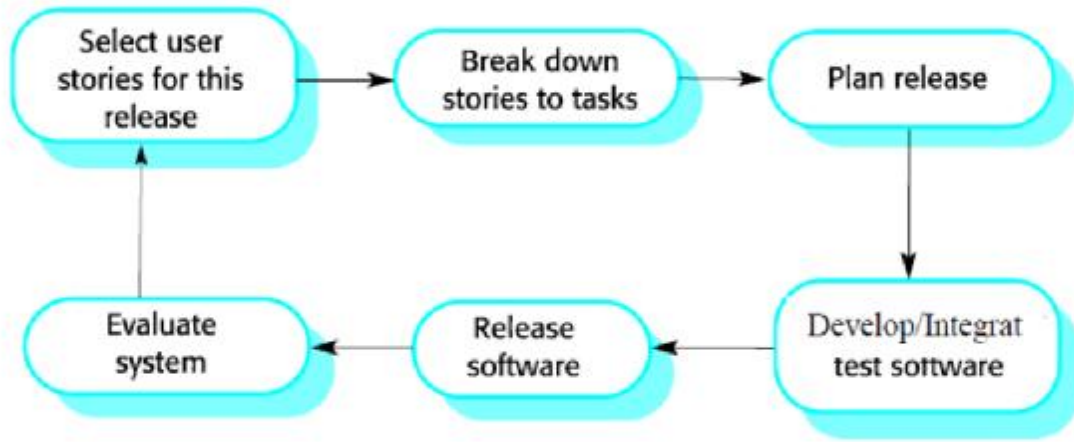 Select user
stories for this
release
Break down
stories to tasks
Plan release
Develop/Integrat
test software
Release
software
Evaluate
system